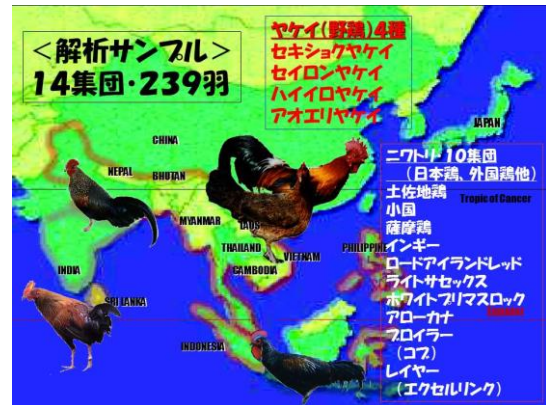 <解析サンプル>
14集団・239羽
ヤケイ(野鶏)4種
セキショクヤケイ
セイロンヤケイ
ハイイロヤケイ
アオエリヤケイ
CHINA
JAPAN
NEPAL
BHUTAN
MYANMAR
LAOS
THAILAND
VIETNAM
CAMBODIA
PHILIPPINE
INDIA
SRI LANKA
INDONESIA
Tropic of Cancer
ニワトリ・10集団
(日本鶏、外国鶏他)
土佐地鶏
小国
薩摩鶏
インギー
ロードアイランドレッド
ライトサセックス
ホワイトプリマスロック
アローカナ
ブロイラー
(コブ)
レイヤー
(エクセルリンク)